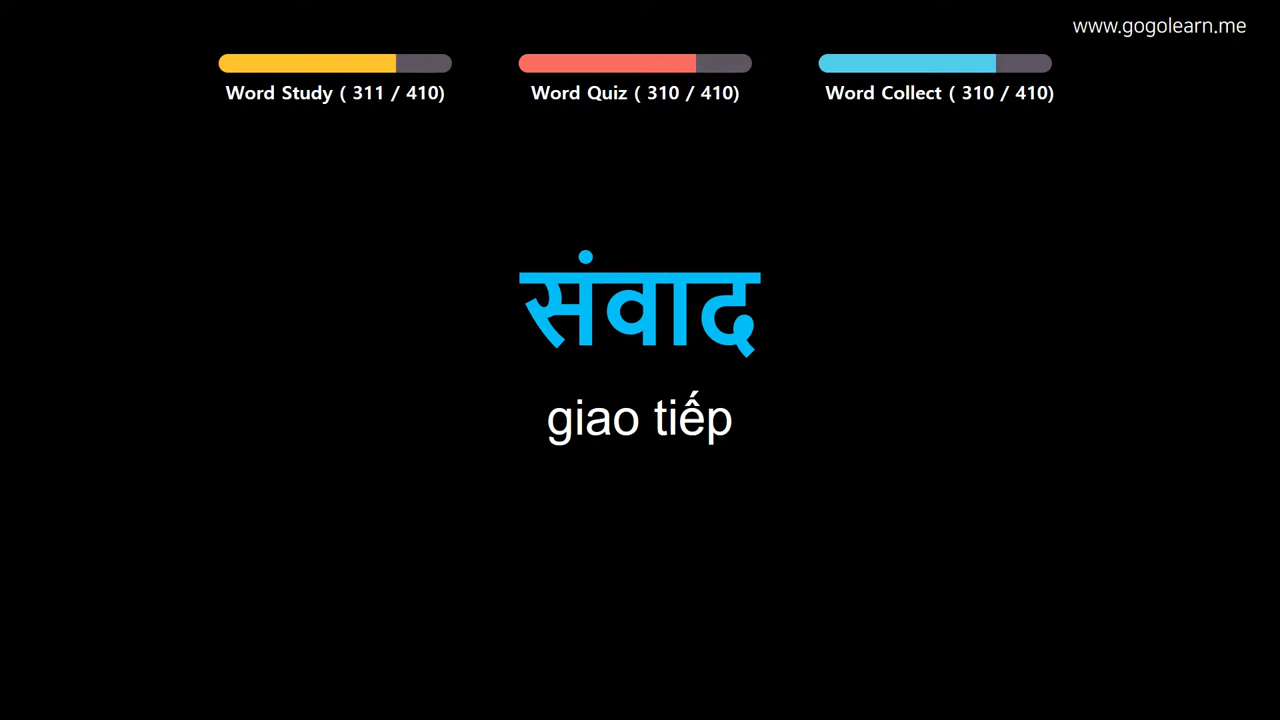 www.gogolearn.me
Word Study ( 311 / 410)
Word Quiz ( 310 / 410)
Word Collect ( 310 / 410)
संवाद
giao tiếp